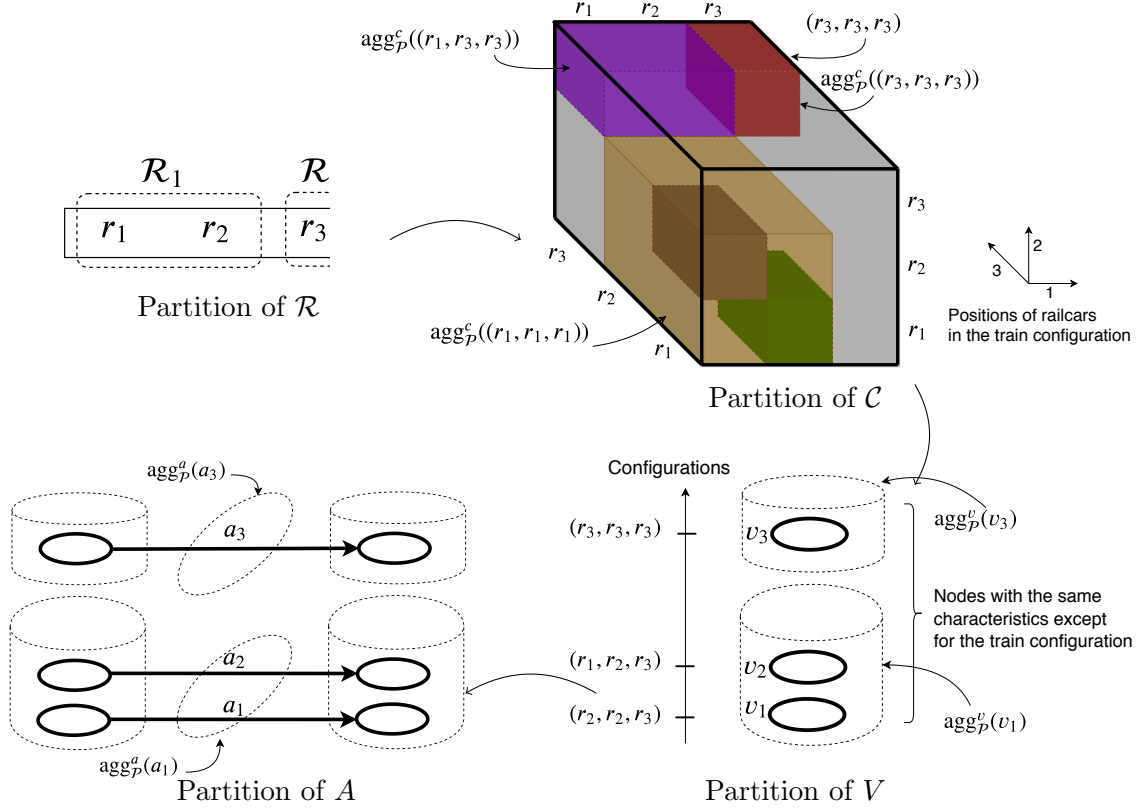 r₁ r₂ r₃
agg^c_𝒫((r₁, r₃, r₃))
(r₃, r₃, r₃)
agg^c_𝒫((r₃, r₃, r₃))
ℛ₁ ℛ
r₁ r₂ r₃
Partition of ℛ
r₃
r₂
r₁
agg^c_𝒫((r₁, r₁, r₁))
r₃
r₂
r₁
2
3
1
Positions of railcars
in the train configuration
Partition of 𝒞
agg^a_𝒫(a₃)
a₃
a₂
a₁
agg^a_𝒫(a₁)
Partition of A
Configurations
(r₃, r₃, r₃)
(r₁, r₂, r₃)
(r₂, r₂, r₃)
v₃
v₂
v₁
agg^v_𝒫(v₃)
Nodes with the same
characteristics except
for the train configuration
agg^v_𝒫(v₁)
Partition of V